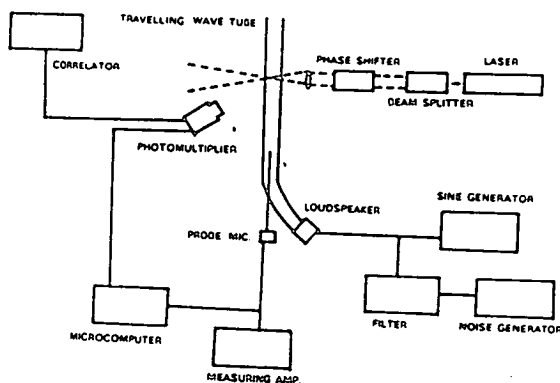 TRAVELLING WAVE TUBE
CORRELATOR
PHASE SHIFTER
LASER
BEAM SPLITTER
PHOTOMULTIPLIER
LOUDSPEAKER
SINE GENERATOR
PROBE MIC.
MICROCOMPUTER
FILTER
NOISE GENERATOR
MEASURING AMP.